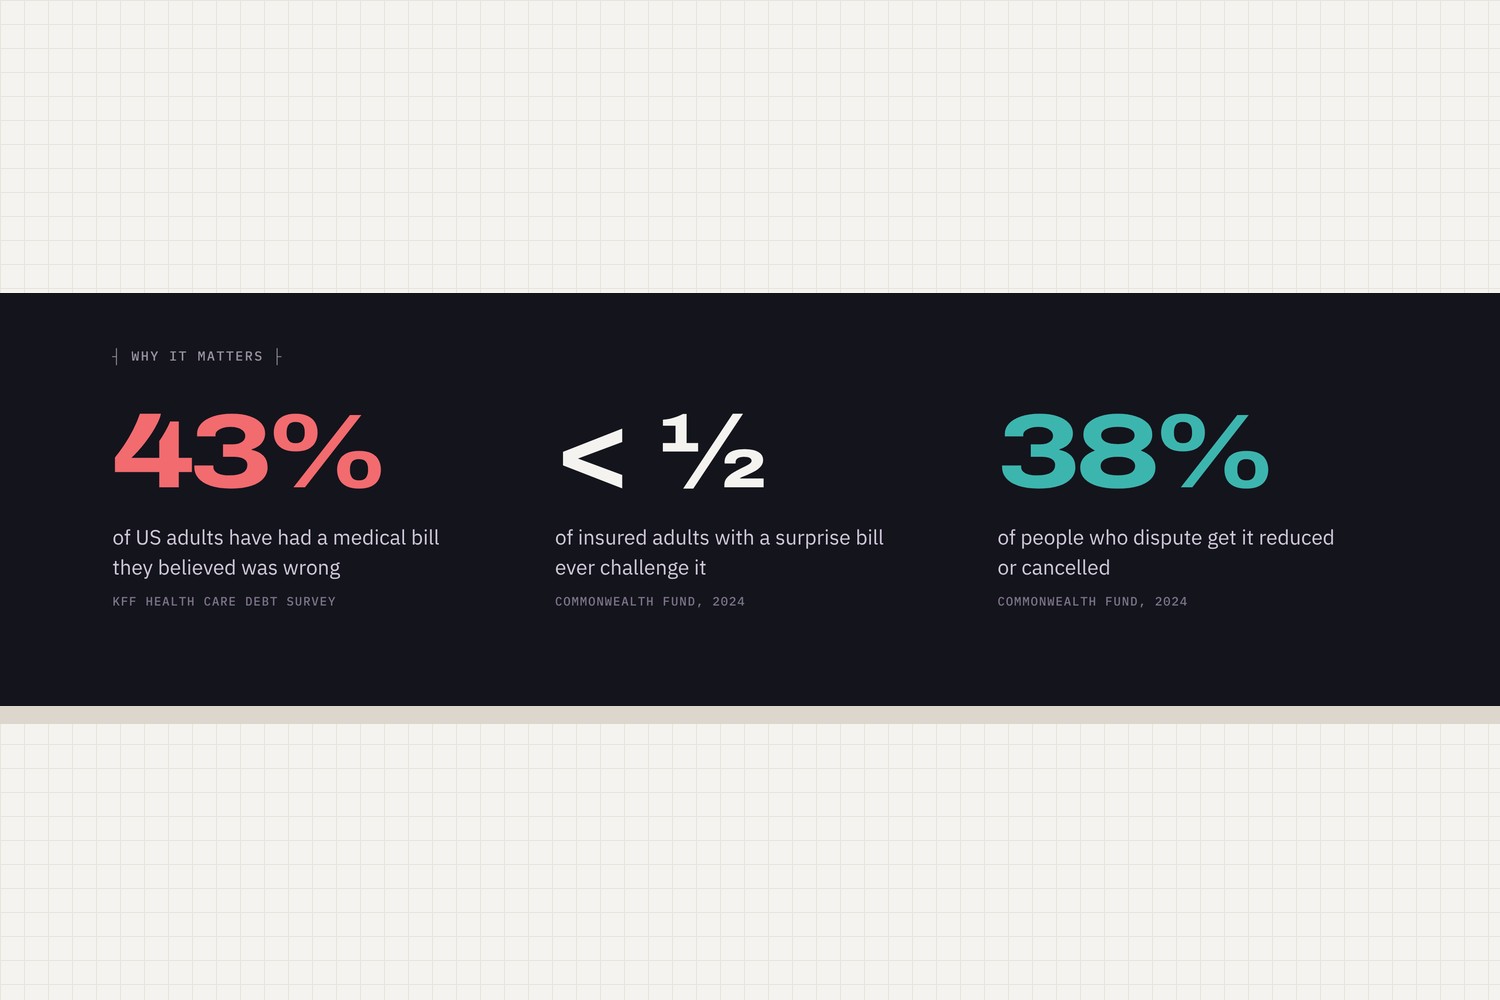 WHY IT MATTERS
43%
of US adults have had a medical bill
they believed was wrong
KFF HEALTH CARE DEBT SURVEY
< ½
of insured adults with a surprise bill
ever challenge it
COMMONWEALTH FUND, 2024
38%
of people who dispute get it reduced
or cancelled
COMMONWEALTH FUND, 2024